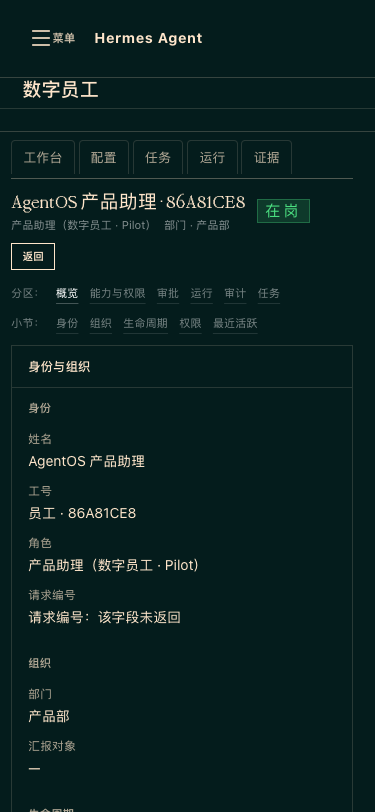 菜单 Hermes Agent
数字员工
工作台 配置 任务 运行 证据
AgentOS 产品助理 · 86A81CE8 在岗
产品助理（数字员工 · Pilot） 部门 · 产品部
返回
分区： 概览 能力与权限 审批 运行 审计 任务
小节： 身份 组织 生命周期 权限 最近活跃
身份与组织
身份
姓名
AgentOS 产品助理
工号
员工 · 86A81CE8
角色
产品助理（数字员工 · Pilot）
请求编号
请求编号：该字段未返回
组织
部门
产品部
汇报对象
—
生命周期